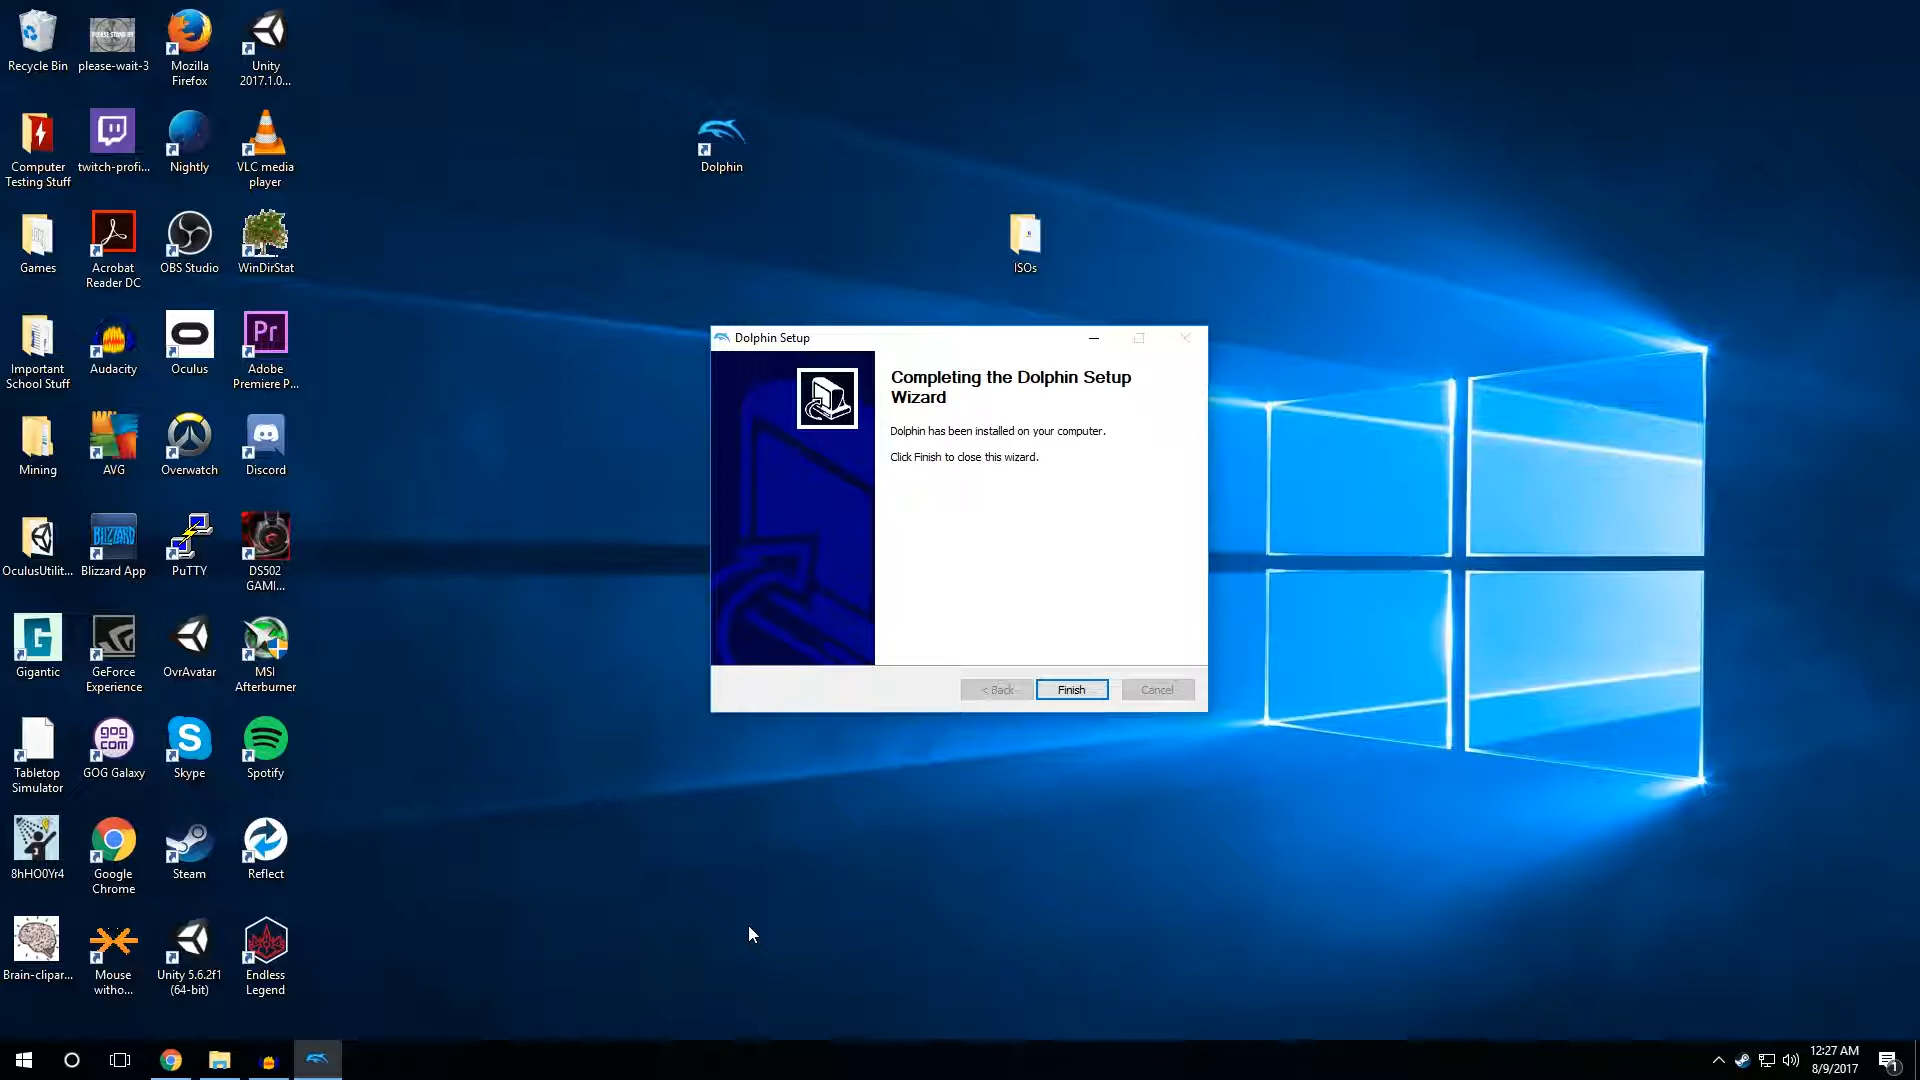 Recycle Bin
please-wait-3
Mozilla
Firefox
Unity
2017.1.0...
Computer
Testing Stuff
twitch-profi...
Nightly
VLC media
player
Games
Acrobat
Reader DC
OBS Studio
WinDirStat
Important
School Stuff
Audacity
Oculus
Pr
Adobe
Premiere P...
Mining
AVG
Overwatch
Discord
OculusUtilit...
BLIZZARD
Blizzard App
PuTTY
DS502
GAMI...
Gigantic
GeForce
Experience
OvrAvatar
MSI
Afterburner
Tabletop
Simulator
GOG
COM
GOG Galaxy
Skype
Spotify
8hHO0Yr4
Google
Chrome
Steam
Reflect
Brain-clipar...
Mouse
witho...
Unity 5.6.2f1
(64-bit)
Endless
Legend
Dolphin
ISOs
Dolphin Setup
Completing the Dolphin Setup
Wizard
Dolphin has been installed on your computer.
Click Finish to close this wizard.
< Back
Finish
Cancel
12:27 AM
8/9/2017
1